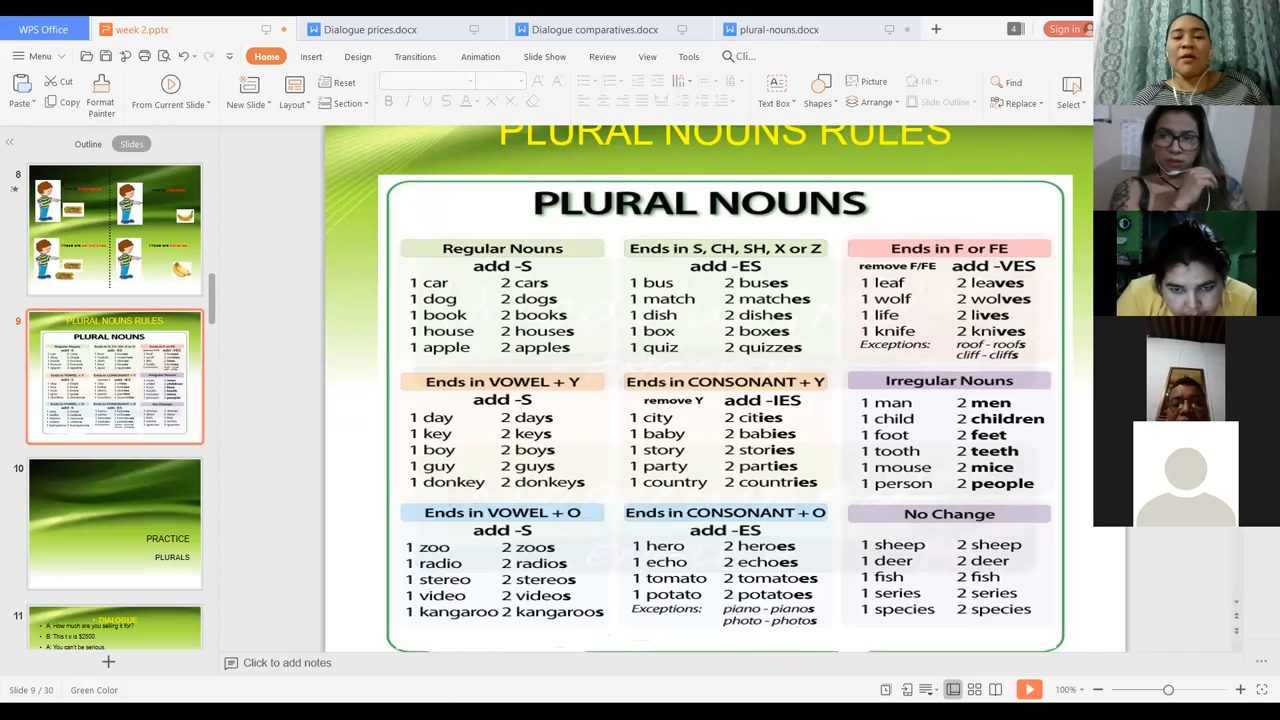 WPS Office week 2.pptx Dialogue prices.docx Dialogue comparatives.docx plural-nouns.docx + 4 Sign in
Menu Home Insert Design Transitions Animations Slide Show Review View Tools Cli...
Paste Cut Copy Format Painter From Current Slide New Slide Layout Reset Section B U S A Text Box Shapes Picture Arrange Fill Slide Outline Find Replace Select
Outline Slides
8
9
PLURAL NOUNS RULES
PLURAL NOUNS
10
PRACTICE
PLURALS
11
DIALOGUE
A: How much are you selling it for?
B: This t.v is $2500.
A: You can't be serious.
PLURAL NOUNS RULES
PLURAL NOUNS
Regular Nouns
add -S
1 car 2 cars
1 dog 2 dogs
1 book 2 books
1 house 2 houses
1 apple 2 apples
Ends in S, CH, SH, X or Z
add -ES
1 bus 2 buses
1 match 2 matches
1 dish 2 dishes
1 box 2 boxes
1 quiz 2 quizzes
Ends in F or FE
remove F/FE add -VES
1 leaf 2 leaves
1 wolf 2 wolves
1 life 2 lives
1 knife 2 knives
Exceptions: roof - roofs
cliff - cliffs
Ends in VOWEL + Y
add -S
1 day 2 days
1 key 2 keys
1 boy 2 boys
1 guy 2 guys
1 donkey 2 donkeys
Ends in CONSONANT + Y
remove Y add -IES
1 city 2 cities
1 baby 2 babies
1 story 2 stories
1 party 2 parties
1 country 2 countries
Irregular Nouns
1 man 2 men
1 child 2 children
1 foot 2 feet
1 tooth 2 teeth
1 mouse 2 mice
1 person 2 people
Ends in VOWEL + O
add -S
1 zoo 2 zoos
1 radio 2 radios
1 stereo 2 stereos
1 video 2 videos
1 kangaroo 2 kangaroos
Ends in CONSONANT + O
add -ES
1 hero 2 heroes
1 echo 2 echoes
1 tomato 2 tomatoes
1 potato 2 potatoes
Exceptions: piano - pianos
photo - photos
No Change
1 sheep 2 sheep
1 deer 2 deer
1 fish 2 fish
1 series 2 series
1 species 2 species
Click to add notes
Slide 9 / 30 Green Color 100%